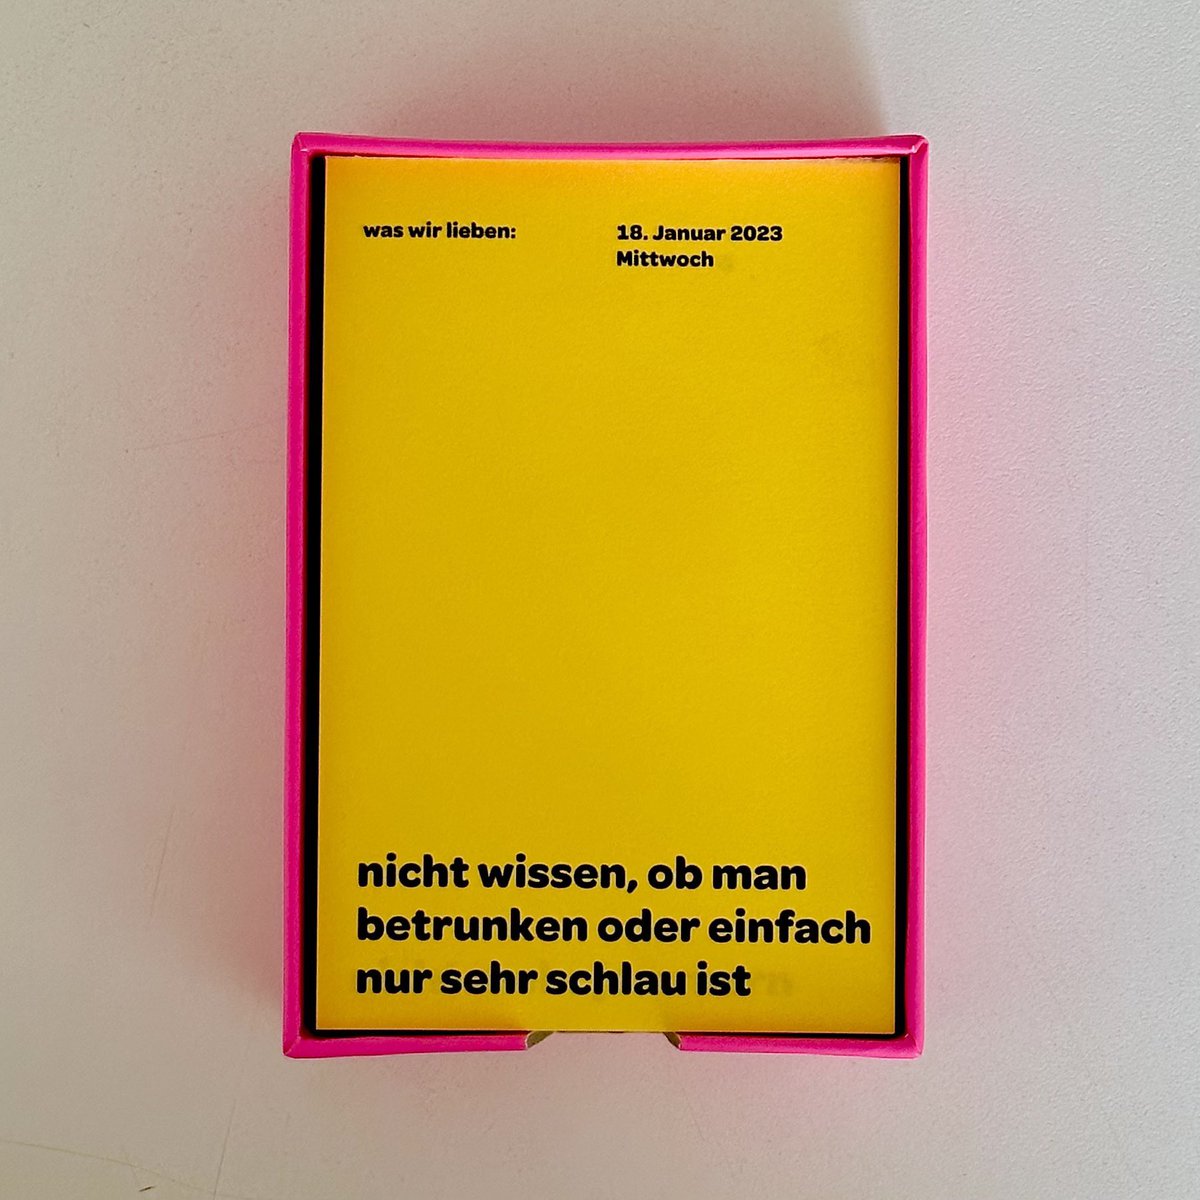 was wir lieben:
18. Januar 2023
Mittwoch
nicht wissen, ob man
betrunken oder einfach
nur sehr schlau ist